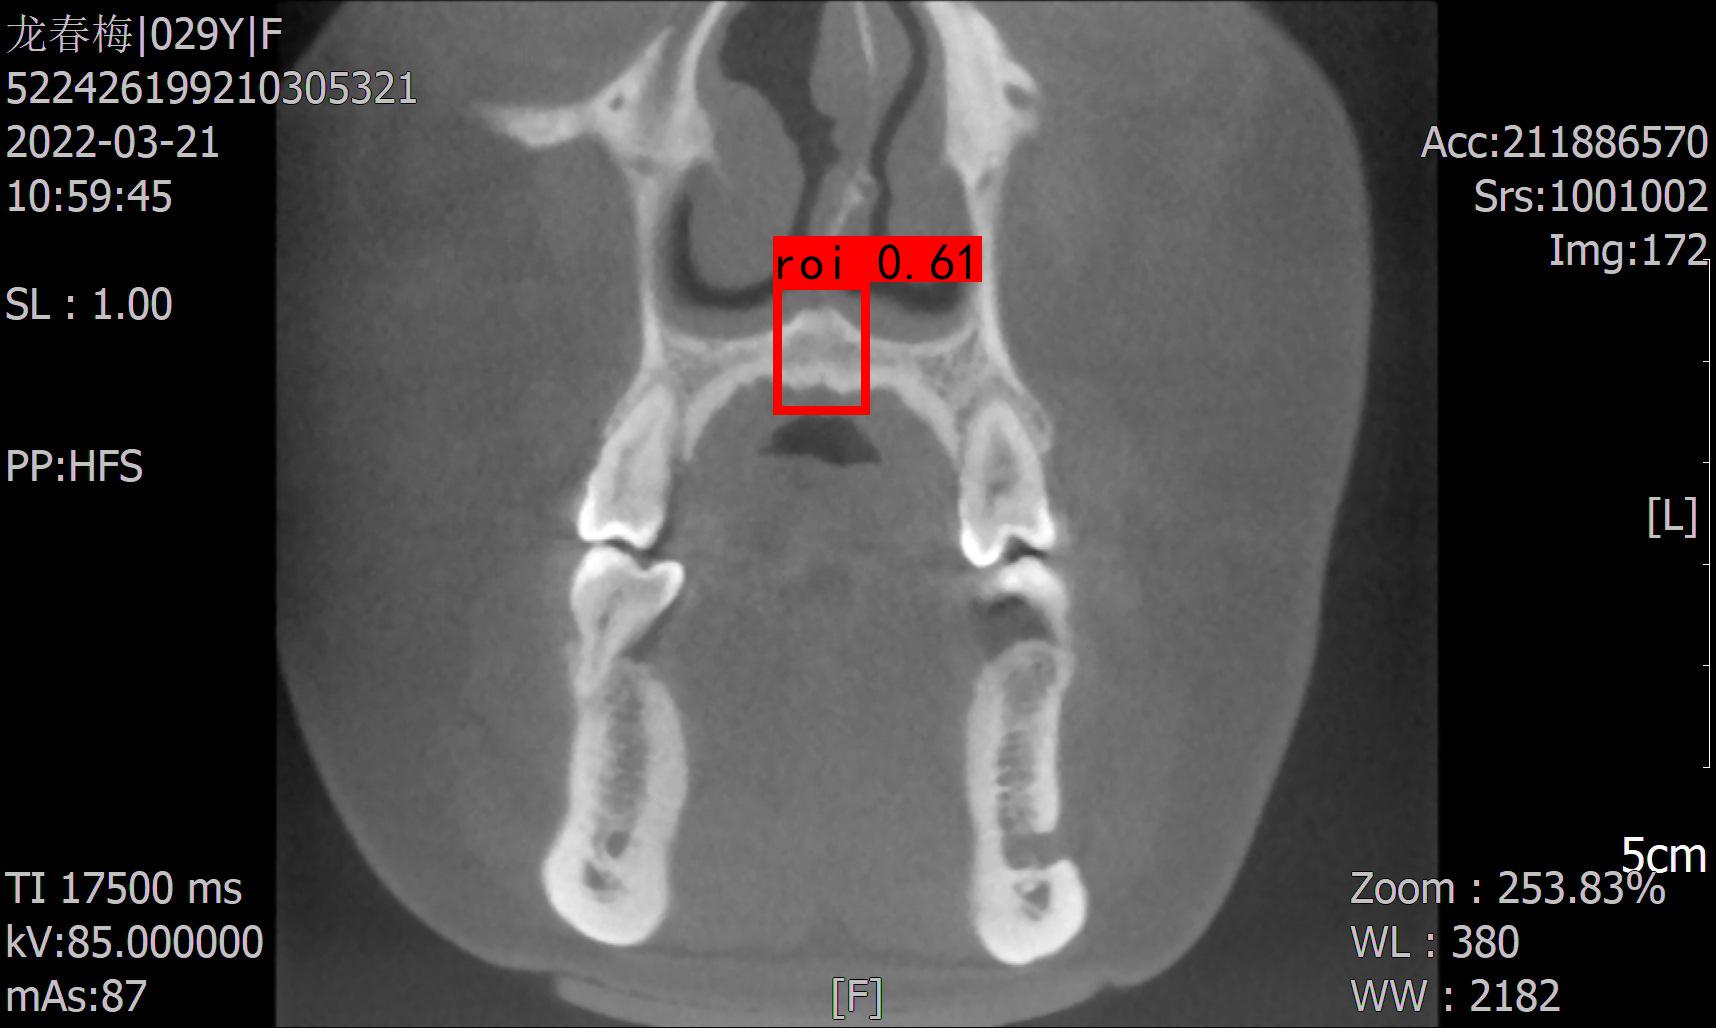 龙春梅|029Y|F
522426199210305321
2022-03-21
10:59:45
SL : 1.00
PP:HFS
TI 17500 ms
kV:85.000000
mAs:87
roi 0.61
[F]
Acc:211886570
Srs:1001002
Img:172
[L]
5cm
Zoom : 253.83%
WL : 380
WW : 2182